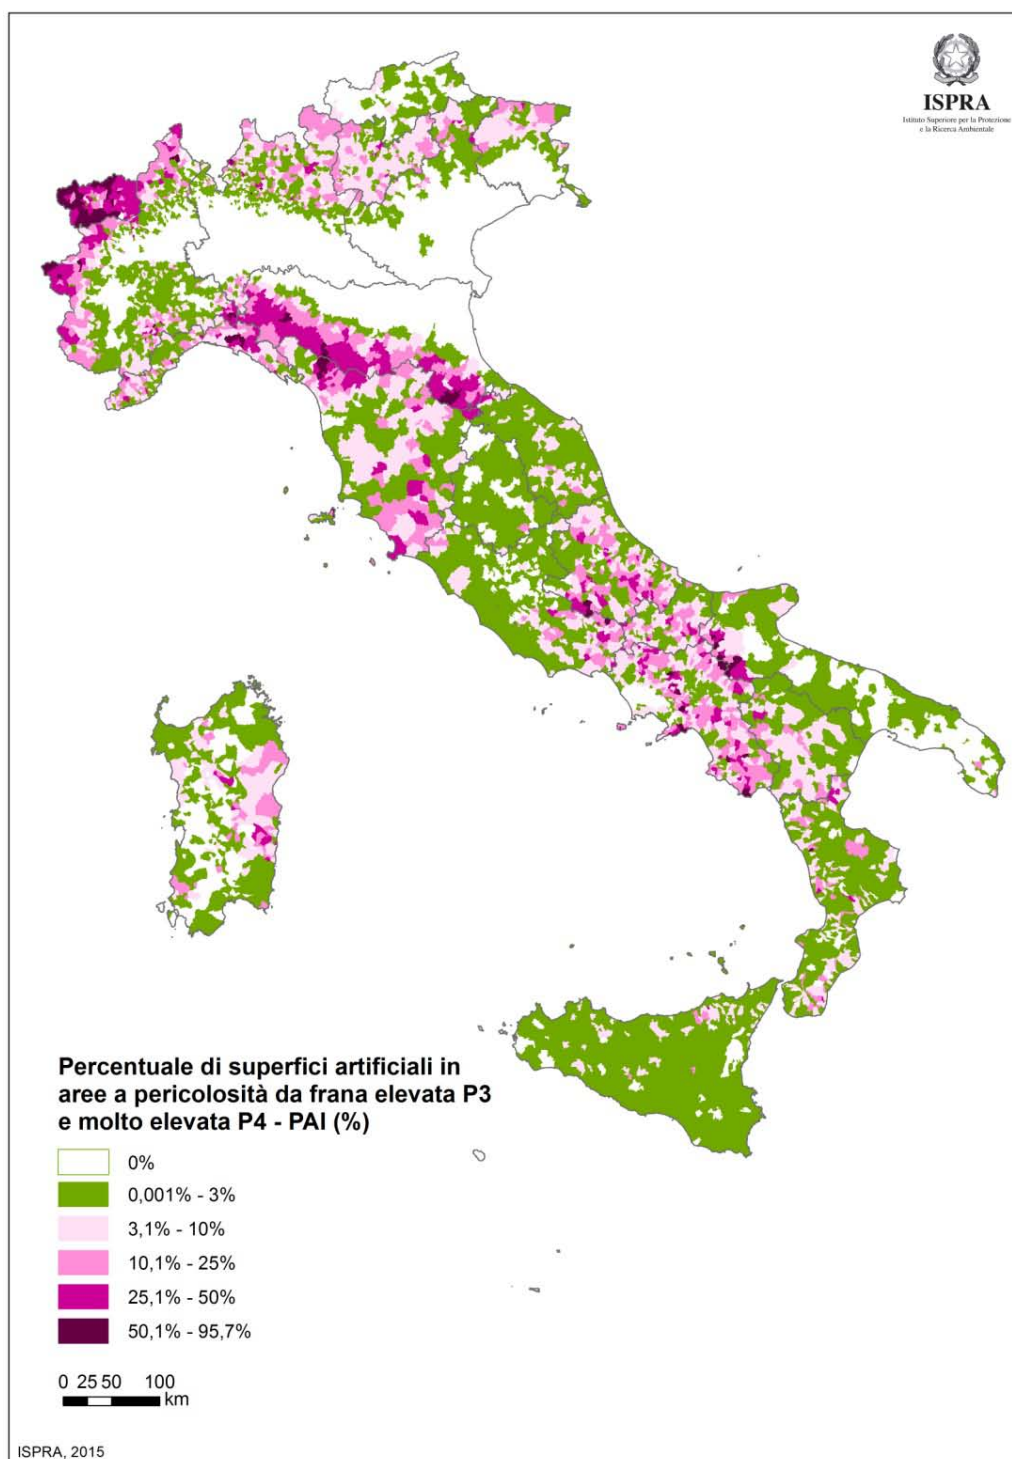 ISPRA
Istituto Superiore per la Protezione
e la Ricerca Ambientale
Percentuale di superfici artificiali in
aree a pericolosità da frana elevata P3
e molto elevata P4 - PAI (%)
0%
0,001% - 3%
3,1% - 10%
10,1% - 25%
25,1% - 50%
50,1% - 95,7%
0 25 50 100
km
ISPRA, 2015